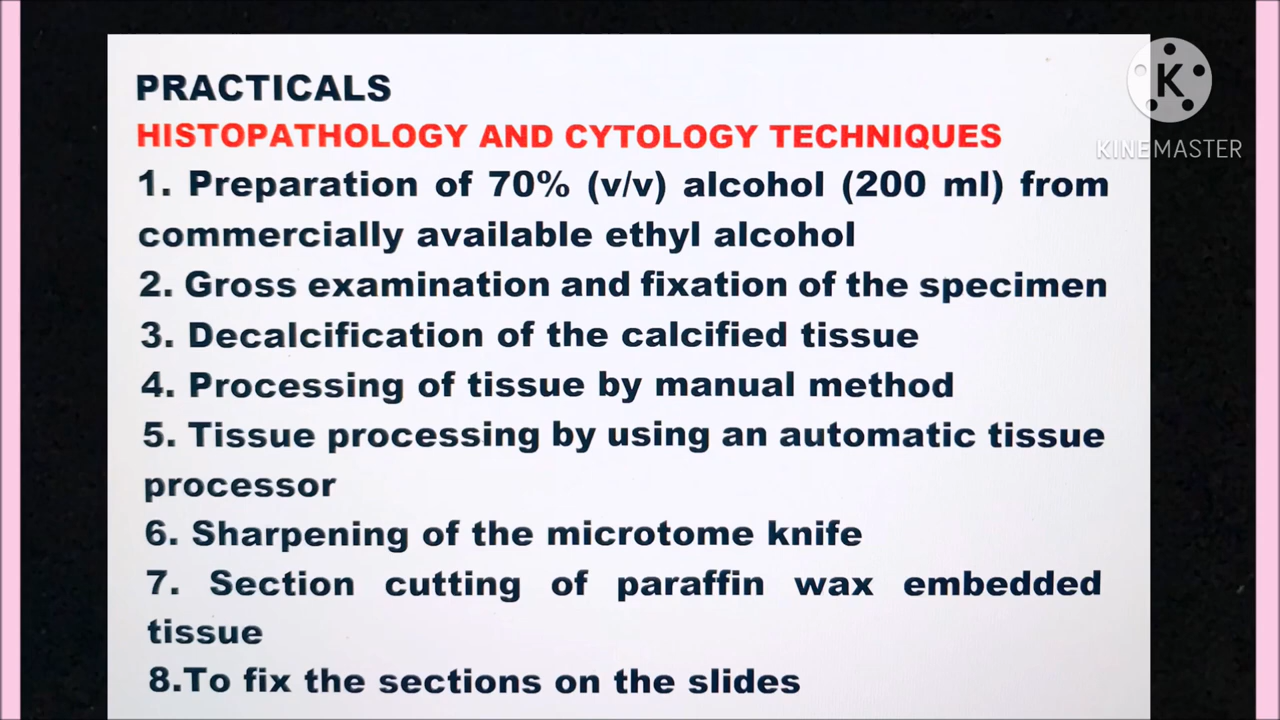 PRACTICALS
HISTOPATHOLOGY AND CYTOLOGY TECHNIQUES
1. Preparation of 70% (v/v) alcohol (200 ml) from
commercially available ethyl alcohol
2. Gross examination and fixation of the specimen
3. Decalcification of the calcified tissue
4. Processing of tissue by manual method
5. Tissue processing by using an automatic tissue
processor
6. Sharpening of the microtome knife
7. Section cutting of paraffin wax embedded
tissue
8.To fix the sections on the slides
K
KINEMASTER